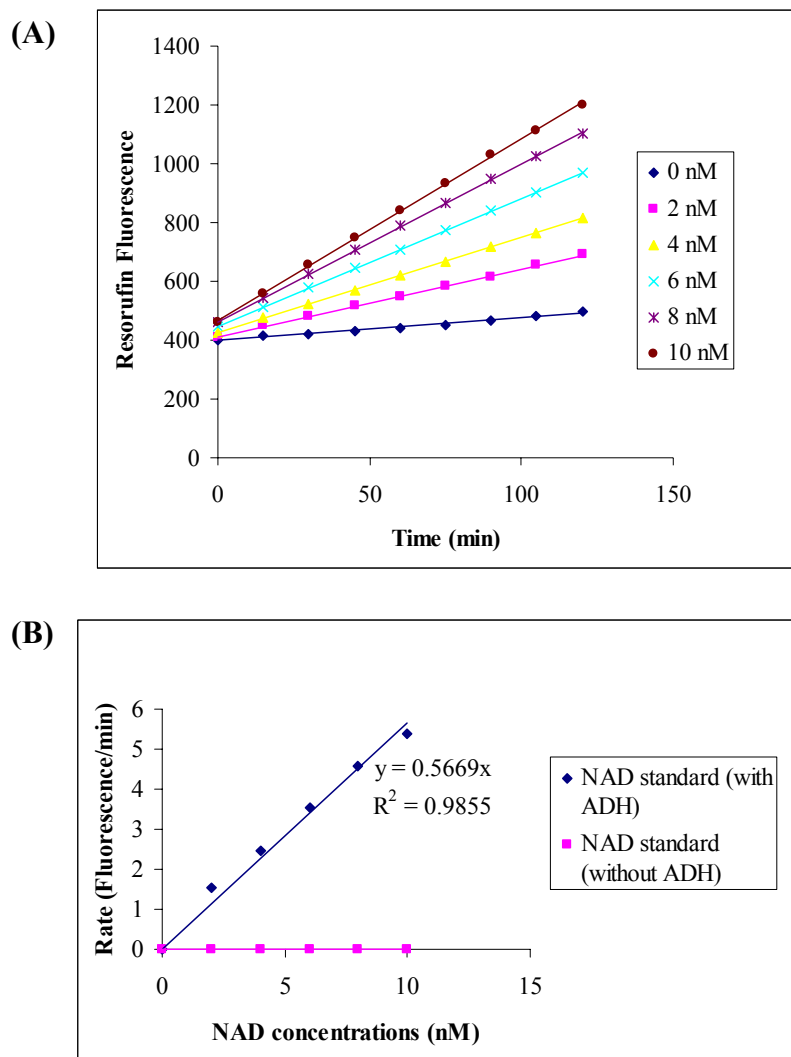 (A)
1400
1200
1000
800
600
400
200
0
0
50
100
150
Resorufin Fluorescence
Time (min)
0 nM
2 nM
4 nM
6 nM
8 nM
10 nM
(B)
6
5
4
3
2
1
0
0
5
10
15
Rate (Fluorescence/min)
y = 0.5669x
R² = 0.9855
NAD concentrations (nM)
NAD standard (with
ADH)
NAD standard
(without ADH)